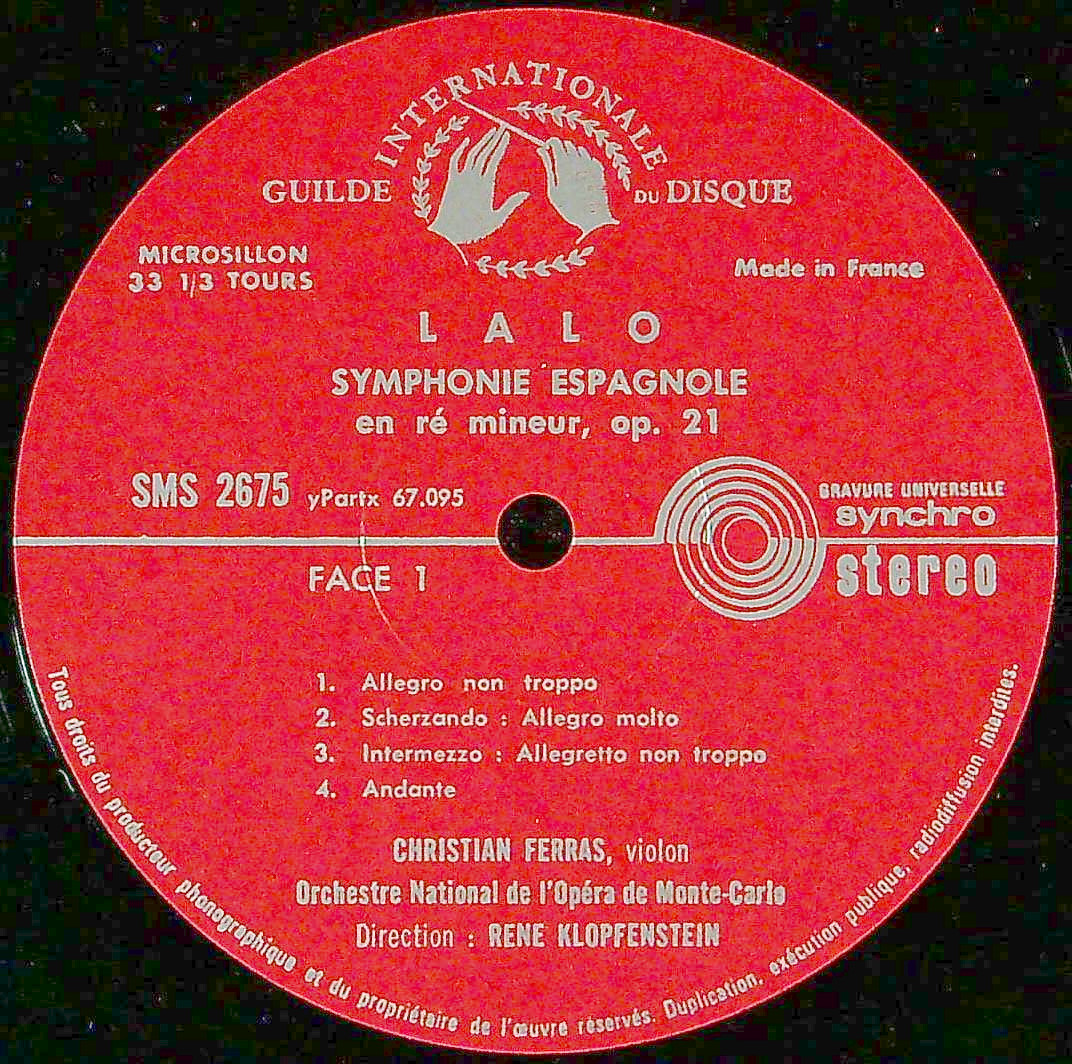 GUILDE INTERNATIONALE DU DISQUE
MICROSILLON
33 1/3 TOURS
Made in France
LALO
SYMPHONIE ESPAGNOLE
en ré mineur, op. 21
SMS 2675 yPartx 67.095
GRAVURE UNIVERSELLE
synchro
stereo
FACE 1
1. Allegro non troppo
2. Scherzando : Allegro molto
3. Intermezzo : Allegretto non troppo
4. Andante
CHRISTIAN FERRAS, violon
Orchestre National de l'Opéra de Monte-Carlo
Direction : RENE KLOPFENSTEIN
Tous droits du producteur phonographique et du propriétaire de l'œuvre réservés. Duplication, exécution publique, radiodiffusion interdites.